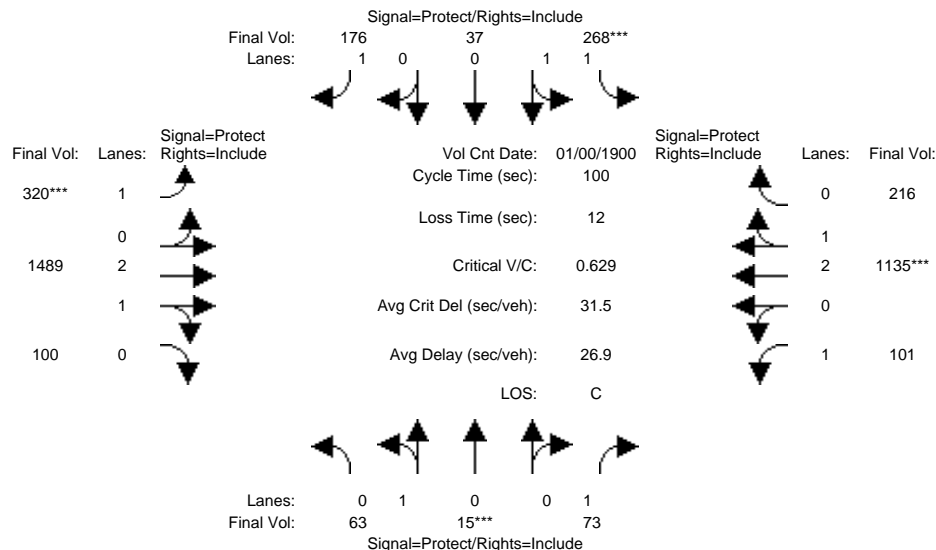 Signal=Protect/Rights=Include
Final Vol: 176 37 268***
Lanes: 1 0 0 1 1
Signal=Protect
Final Vol: Lanes: Rights=Include
Vol Cnt Date: 01/00/1900
Signal=Protect
Rights=Include Lanes: Final Vol:
Cycle Time (sec): 100
320*** 1
0 216
Loss Time (sec): 12
0
1
1489 2
Critical V/C: 0.629
2 1135***
1
Avg Crit Del (sec/veh): 31.5
0
100 0
Avg Delay (sec/veh): 26.9
1 101
LOS: C
Lanes: 0 1 0 0 1
Final Vol: 63 15*** 73
Signal=Protect/Rights=Include